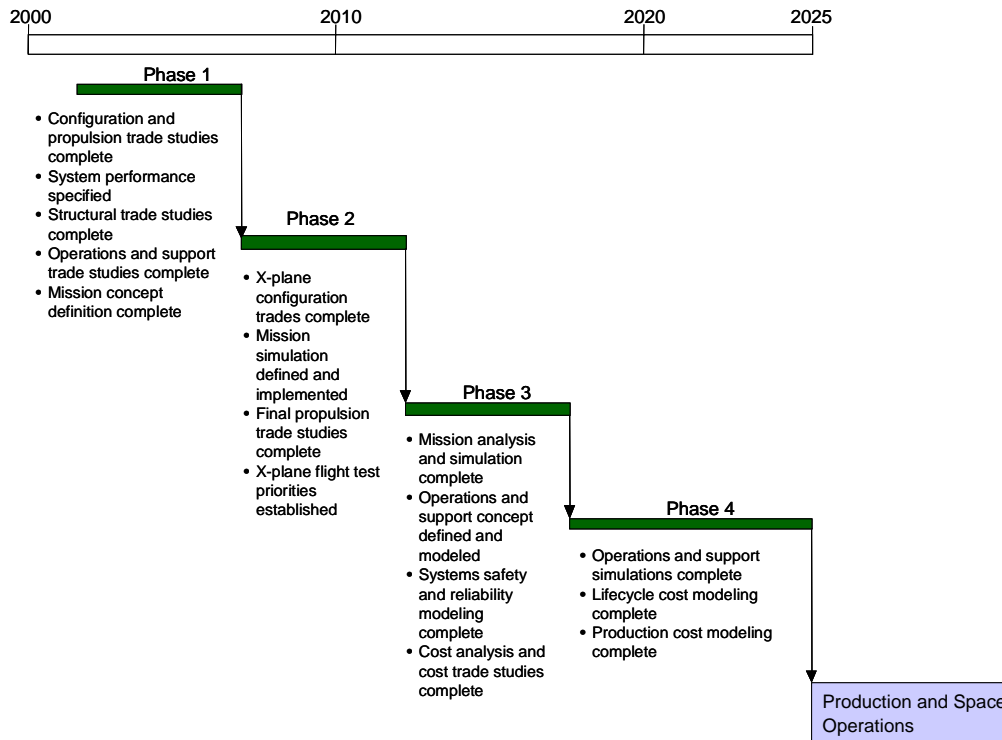 2000 2010 2020 2025
Phase 1
• Configuration and
propulsion trade studies
complete
• System performance
specified
• Structural trade studies
complete
• Operations and support
trade studies complete
• Mission concept
definition complete
Phase 2
• X-plane
configuration
trades complete
• Mission
simulation
defined and
implemented
• Final propulsion
trade studies
complete
• X-plane flight test
priorities
established
Phase 3
• Mission analysis
and simulation
complete
• Operations and
support concept
defined and
modeled
• Systems safety
and reliability
modeling
complete
• Cost analysis and
cost trade studies
complete
Phase 4
• Operations and support
simulations complete
• Lifecycle cost modeling
complete
• Production cost modeling
complete
Production and Space
Operations